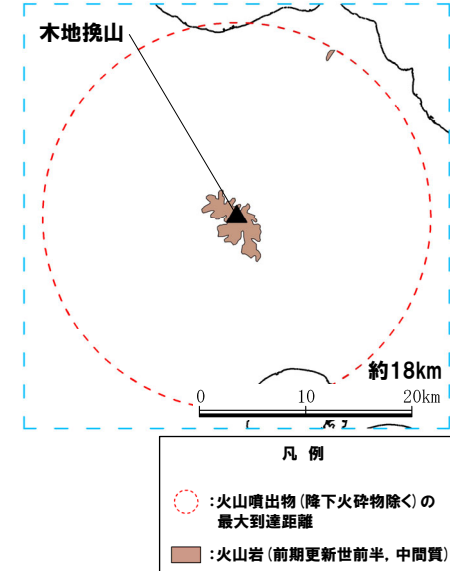 木地挽山
約18km
0 10 20km
凡 例
:火山噴出物(降下火砕物除く)の
最大到達距離
:火山岩(前期更新世前半, 中間質)